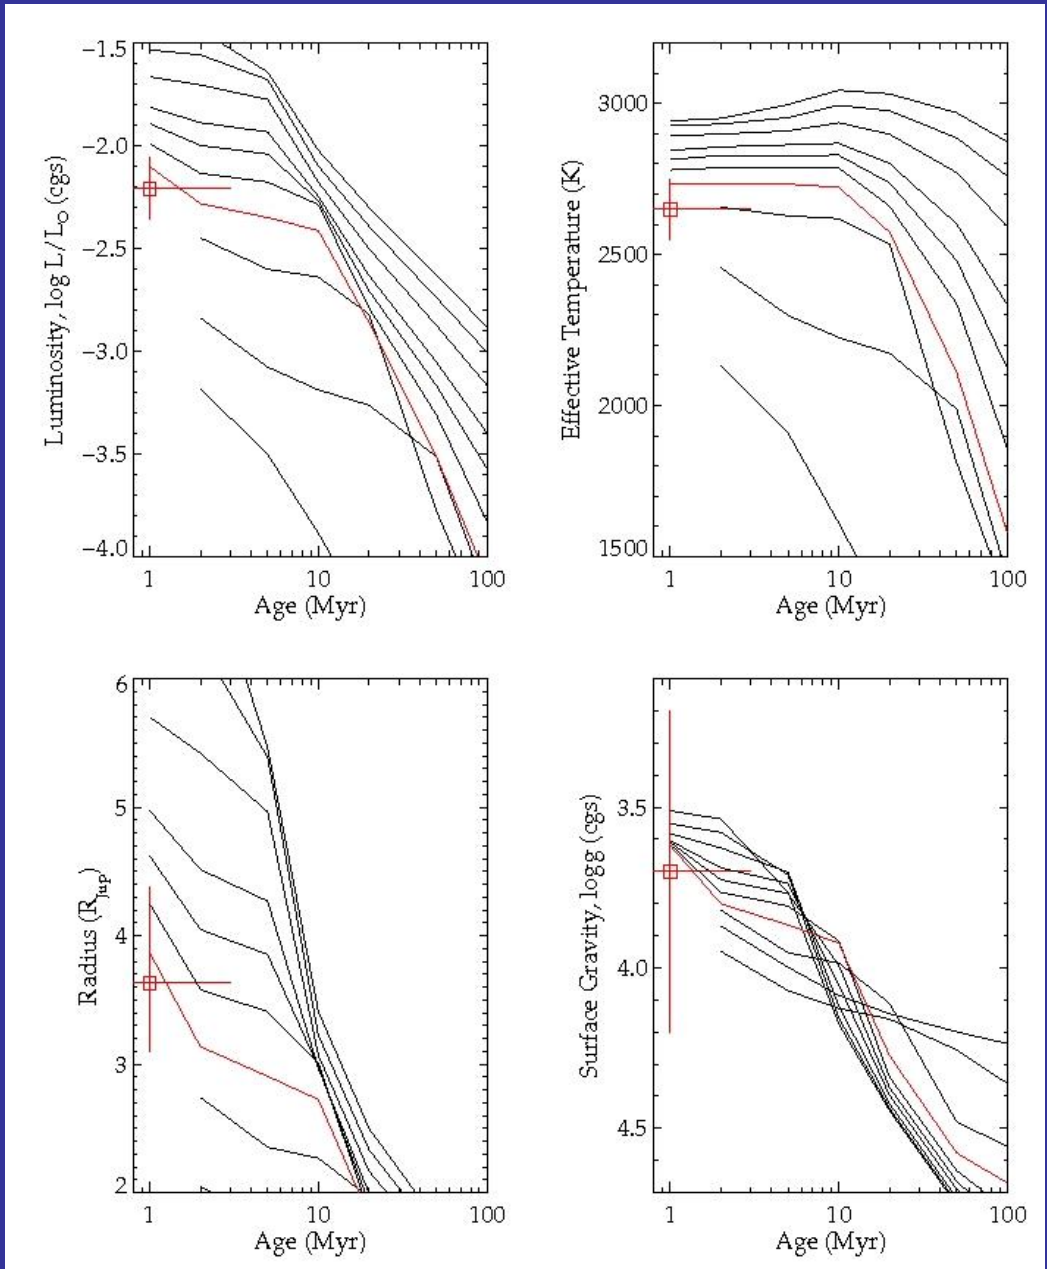 Luminosity, log L/L⊙ (cgs)
−1.5
−2.0
−2.5
−3.0
−3.5
−4.0
1 10 100
Age (Myr)
Effective Temperature (K)
3000
2500
2000
1500
1 10 100
Age (Myr)
Radius (RJup)
6
5
4
3
2
1 10 100
Age (Myr)
Surface Gravity, logg (cgs)
3.5
4.0
4.5
1 10 100
Age (Myr)